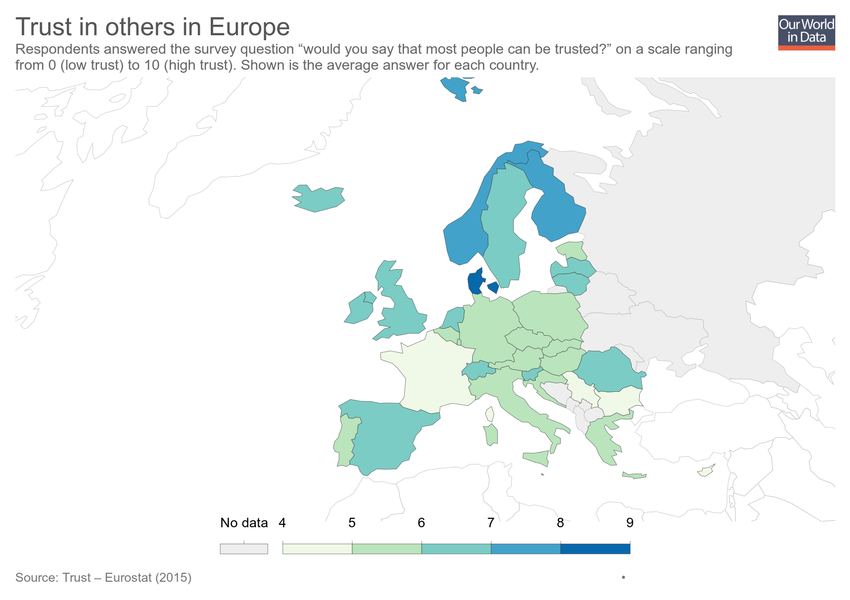 Trust in others in Europe
Our World
in Data
Respondents answered the survey question “would you say that most people can be trusted?” on a scale ranging
from 0 (low trust) to 10 (high trust). Shown is the average answer for each country.
No data 4 5 6 7 8 9
Source: Trust – Eurostat (2015)